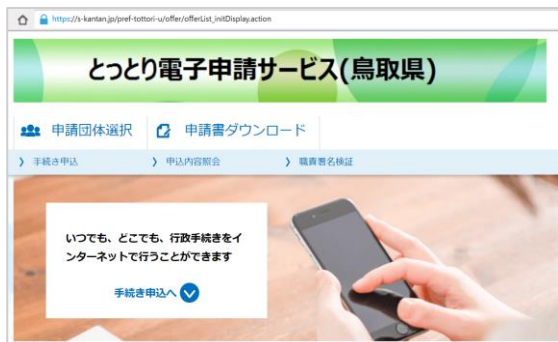 https://s-kantan.jp/pref-tottori-u/offer/offerList_initDisplay.action
とっとり電子申請サービス(鳥取県)
申請団体選択 申請書ダウンロード
❯ 手続き申込 ❯ 申込内容照会 ❯ 職責署名検証
いつでも、どこでも、行政手続きをイ
ンターネットで行うことができます
手続き申込へ